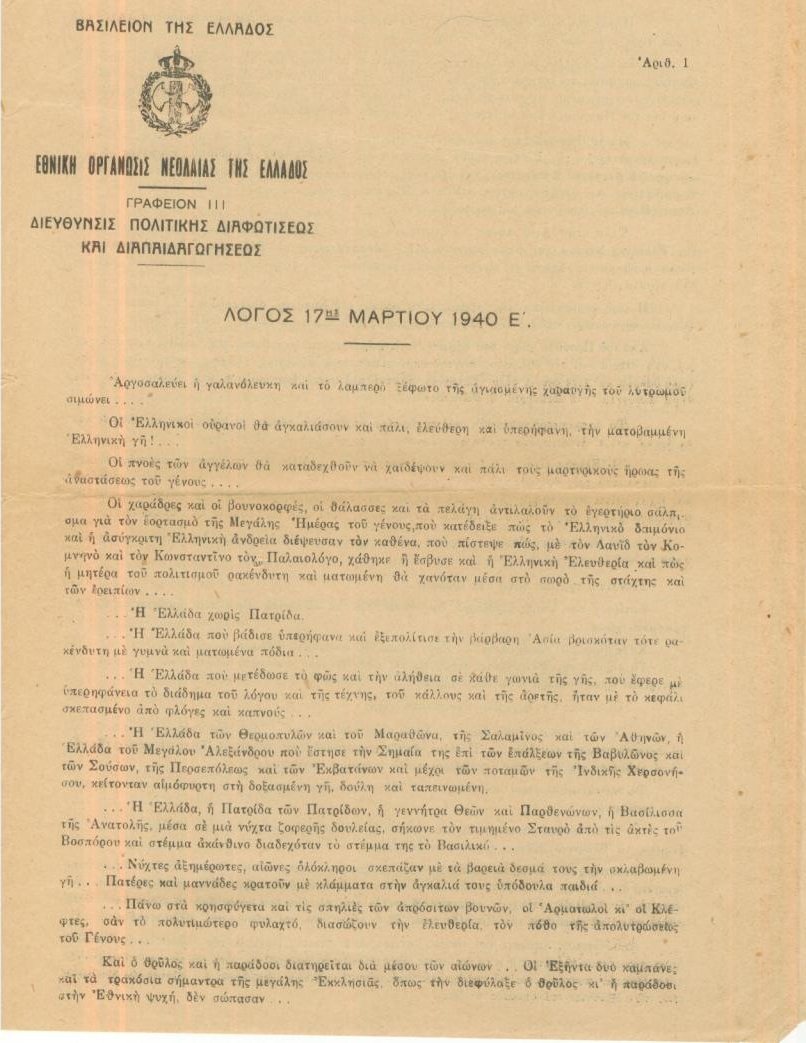 ΒΑΣΙΛΕΙΟΝ ΤΗΣ ΕΛΛΑΔΟΣ
Ἀριθ. 1
ΕΘΝΙΚΗ ΟΡΓΑΝΩΣΙΣ ΝΕΟΛΑΙΑΣ ΤΗΣ ΕΛΛΑΔΟΣ
ΓΡΑΦΕΙΟΝ ΙΙΙ
ΔΙΕΥΘΥΝΣΙΣ ΠΟΛΙΤΙΚΗΣ ΔΙΑΦΩΤΙΣΕΩΣ
ΚΑΙ ΔΙΑΠΑΙΔΑΓΩΓΗΣΕΩΣ
ΛΟΓΟΣ 17ΗΣ ΜΑΡΤΙΟΥ 1940 Ε΄.
Ἀργοσαλεύει ἡ γαλανόλευκη καὶ τὸ λαμπερὸ ξέφωτο τῆς ἁγιασμένης χαραυγῆς τοῦ λυτρωμοῦ
σιμώνει . . . .
Οἱ Ἑλληνικοὶ οὐρανοὶ θὰ ἀγκαλιάσουν καὶ πάλι, ἐλεύθερη καὶ ὑπερήφανη, τὴν ματοβαμμένη
Ἑλληνικὴ γῆ! . . .
Οἱ πνοὲς τῶν ἀγγέλων θὰ καταδεχθοῦν νὰ χαϊδέψουν καὶ πάλι τοὺς μαρτυρικοὺς ἥρωας τῆς
ἀναστάσεως τοῦ γένους . . . .
Οἱ χαράδρες καὶ οἱ βουνοκορφές, οἱ θάλασσες καὶ τὰ πελάγη ἀντιλαλοῦν τὸ ἐγερτήριο σάλπι‐
σμα γιὰ τὸν ἑορτασμὸ τῆς Μεγάλης Ἡμέρας τοῦ γένους, ποὺ κατέδειξε πὼς τὸ Ἑλληνικὸ δαιμόνιο
καὶ ἡ ἀσύγκριτη Ἑλληνικὴ ἀνδρεία διέψευσαν τὸν καθένα, ποὺ πίστεψε πώς, μὲ τὸν Δαυῒδ τὸν Κο‐
μνηνὸ καὶ τὸν Κωνσταντῖνο τὸν Παλαιολόγο, χάθηκε ἢ ἔσβυσε καὶ ἡ Ἑλληνικὴ Ἐλευθερία καὶ πὼς
ἡ μητέρα τοῦ πολιτισμοῦ ρακένδυτη καὶ ματωμένη θὰ χανόταν μέσα στὸ σωρὸ τῆς στάχτης καὶ
τῶν ἐρειπίων . . . .
. . . Ἡ Ἑλλάδα χωρὶς Πατρίδα.
. . . Ἡ Ἑλλάδα ποὺ βάδισε ὑπερήφανα καὶ ἐξεπολίτισε τὴν βάρβαρη Ἀσία βρισκόταν τότε ρα‐
κένδυτη μὲ γυμνὰ καὶ ματωμένα πόδια . . .
. . . Ἡ Ἑλλάδα ποὺ μετέδωσε τὸ φῶς καὶ τὴν ἀλήθεια σὲ κάθε γωνιὰ τῆς γῆς, ποὺ ἔφερε μὲ
ὑπερηφάνεια τὸ διάδημα τοῦ λόγου καὶ τῆς τέχνης, τοῦ κάλλους καὶ τῆς ἀρετῆς, ἦταν μὲ τὸ κεφάλι
σκεπασμένο ἀπὸ φλόγες καὶ καπνοὺς . . .
. . . Ἡ Ἑλλάδα τῶν Θερμοπυλῶν καὶ τοῦ Μαραθῶνα, τῆς Σαλαμῖνος καὶ τῶν Ἀθηνῶν, ἡ
Ἑλλάδα τοῦ Μεγάλου Ἀλεξάνδρου ποὺ ἔστησε τὴν Σημαία της ἐπὶ τῶν ἐπάλξεων τῆς Βαβυλῶνος καὶ
τῶν Σούσων, τῆς Περσεπόλεως καὶ τῶν Ἐκβατάνων καὶ μέχρι τῶν ποταμῶν τῆς Ἰνδικῆς Χερσονή‐
σου, κείτονταν αἱμόφυρτη στὴ δοξασμένη γῆ, δούλη καὶ ταπεινωμένη,
. . . Ἡ Ἑλλάδα, ἡ Πατρίδα τῶν Πατρίδων, ἡ γεννήτρα Θεῶν καὶ Παρθενώνων, ἡ Βασίλισσα
τῆς Ἀνατολῆς, μέσα σὲ μιὰ νύχτα ζοφερῆς δουλείας, σήκωνε τὸν τιμημένο Σταυρὸ ἀπὸ τὶς ἀκτὲς τοῦ
Βοσπόρου καὶ στέμμα ἀκάνθινο διαδεχόταν τὸ στέμμα της τὸ Βασιλικό . . .
. . . Νύχτες ἀξημέρωτες, αἰῶνες ὁλόκληροι σκεπάζαν μὲ τὰ βαρειὰ δεσμά τους τὴν σκλαβωμένη
γῆ . . . Πατέρες καὶ μαννάδες κρατοῦν μὲ κλάμματα στὴν ἀγκαλιά τους ὑπόδουλα παιδιά . . .
. . . Πάνω στὰ κρησφύγετα καὶ τὶς σπηλιὲς τῶν ἀπρόσιτων βουνῶν, οἱ Ἁρματωλοὶ κι' οἱ Κλέ‐
φτες, σὰν τὸ πολυτιμώτερο φυλαχτό, διασώζουν τὴν ἐλευθερία, τὸν πόθο τῆς ἀπολυτρώσεως
τοῦ Γένους . . .
Καὶ ὁ θρῦλος καὶ ἡ παράδοσι διατηρεῖται διὰ μέσου τῶν αἰώνων . . Οἱ Ἑξῆντα δυὸ καμπάνες
καὶ τὰ τρακόσια σήμαντρα τῆς μεγάλης Ἐκκλησιᾶς, ὅπως τὴν διεφύλαξε ὁ θρῦλος κι' ἡ παράδοσι
στὴν Ἐθνικὴ ψυχή, δὲν σώπασαν . . .